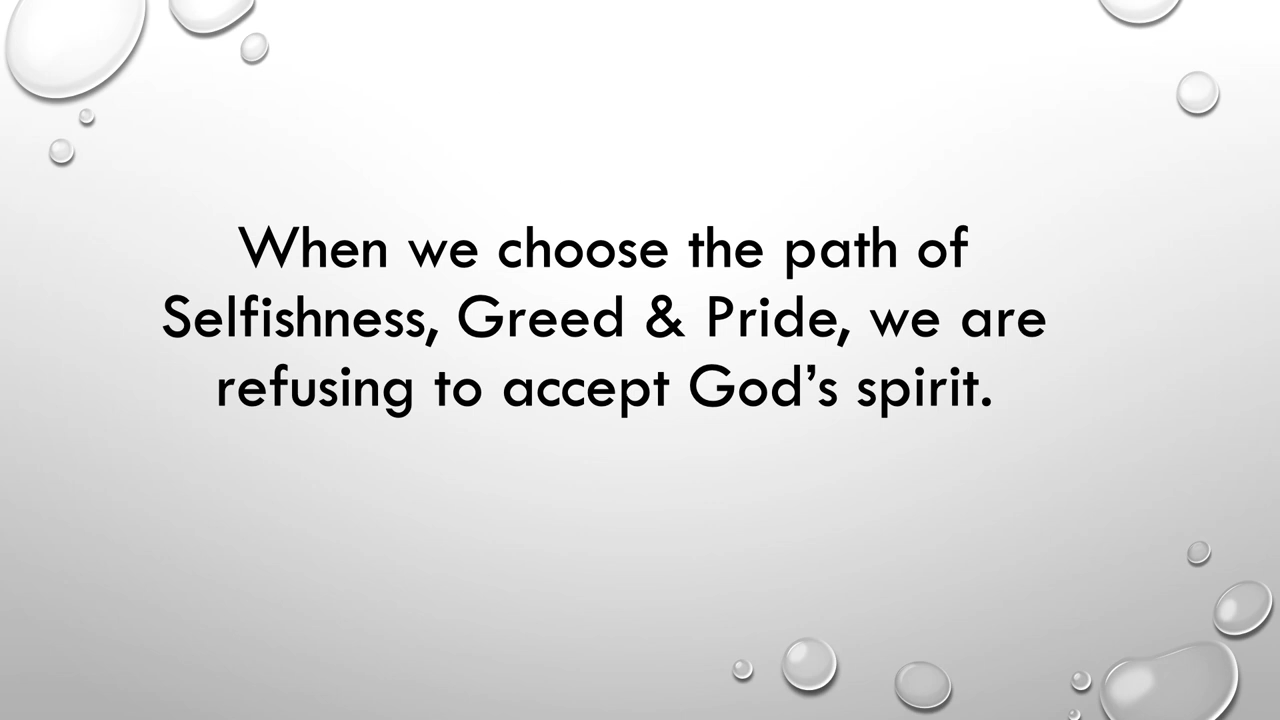 When we choose the path of
Selfishness, Greed & Pride, we are
refusing to accept God’s spirit.